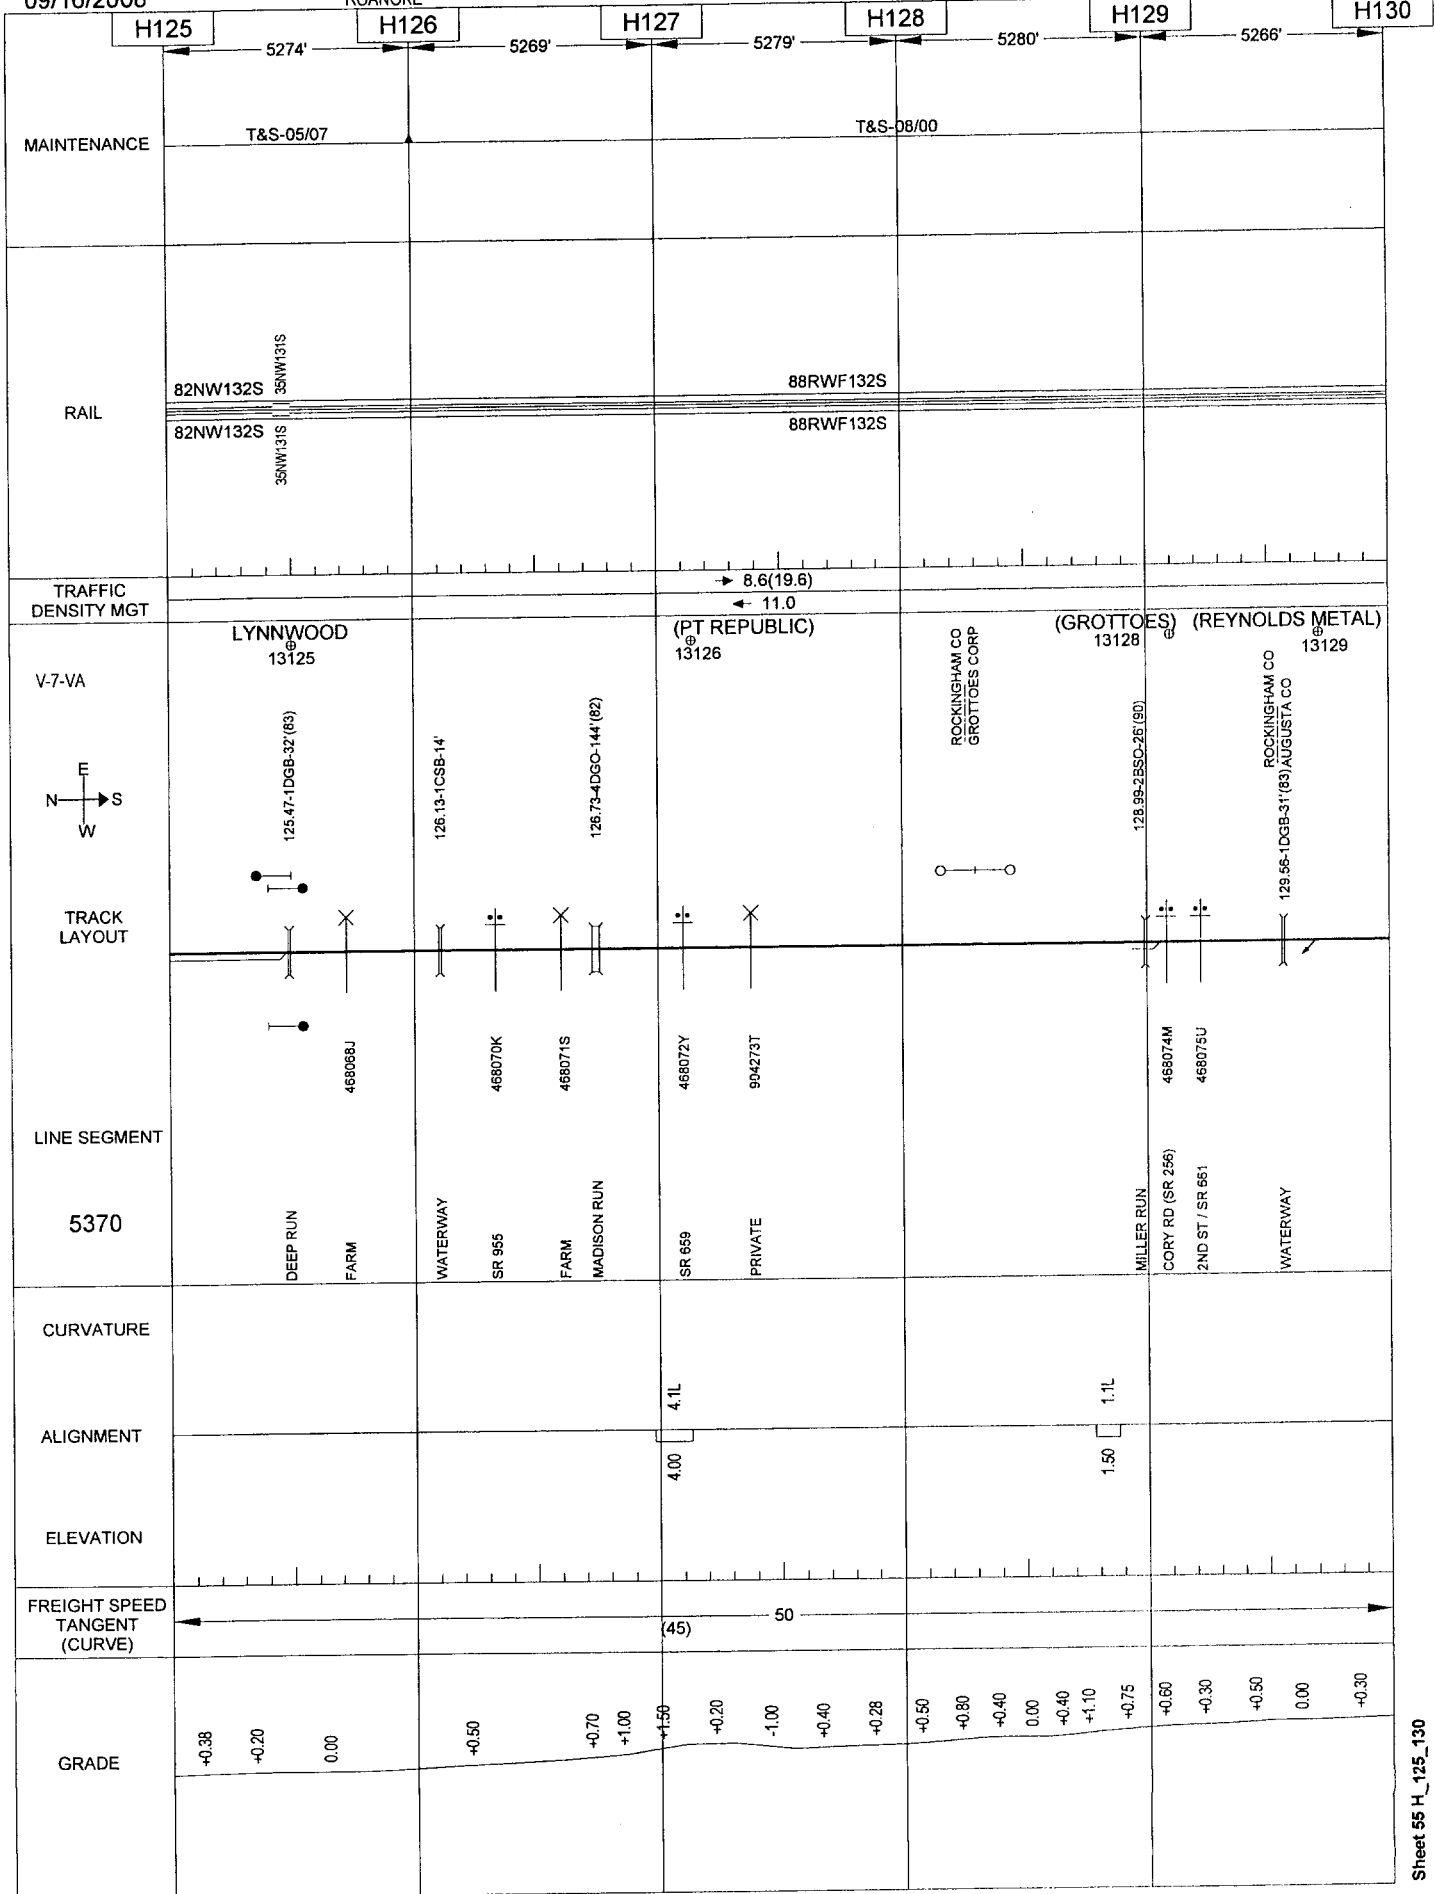 09/16/2008
ROANOKE
H125
H126
H127
H128
H129
H130
5274'
5269'
5279'
5280'
5266'
MAINTENANCE
T&S-05/07
T&S-08/00
RAIL
82NW132S
35NW131S
88RWF132S
82NW132S
35NW131S
88RWF132S
TRAFFIC
DENSITY MGT
8.6(19.6)
11.0
V-7-VA
LYNNWOOD
13125
(PT REPUBLIC)
13126
(GROTTOES)
13128
(REYNOLDS METAL)
13129
ROCKINGHAM CO
GROTTOES CORP
ROCKINGHAM CO
AUGUSTA CO
E
N
S
W
125.47-1DGB-32'(83)
126.13-1CSB-14'
126.73-4DGO-144'(82)
128.99-2BSO-26'(90)
129.56-1DGB-31'(83)
TRACK
LAYOUT
468068J
468070K
468071S
468072Y
904273T
468074M
468075U
LINE SEGMENT
5370
DEEP RUN
FARM
WATERWAY
SR 955
FARM
MADISON RUN
SR 659
PRIVATE
MILLER RUN
CORY RD (SR 256)
2ND ST / SR 661
WATERWAY
CURVATURE
4.1L
1.1L
ALIGNMENT
4.00
1.50
ELEVATION
FREIGHT SPEED
TANGENT
(CURVE)
50
(45)
GRADE
+0.38
+0.20
0.00
+0.50
+0.70
+1.00
+1.50
+0.20
-1.00
+0.40
+0.28
+0.50
+0.80
+0.40
0.00
+0.40
+1.10
+0.75
+0.60
+0.30
+0.50
0.00
+0.30
Sheet 55 H_125_130